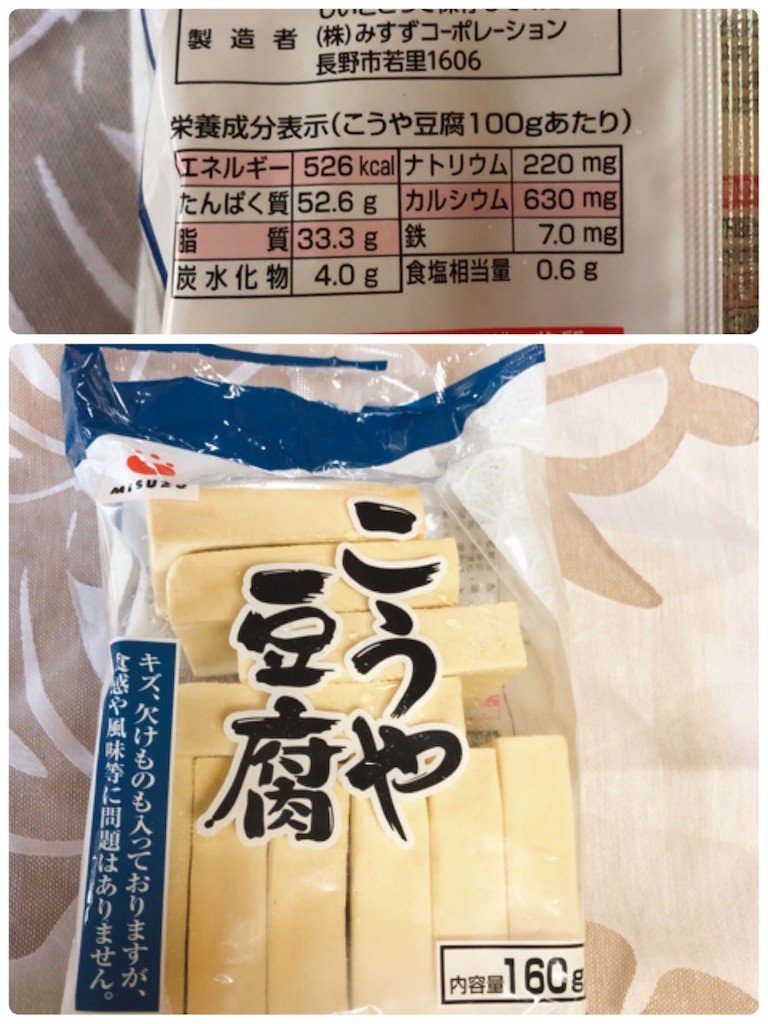 製造者 (株)みすずコーポレーション
長野市若里1606
栄養成分表示(こうや豆腐100gあたり)
エネルギー 526 kcal ナトリウム 220 mg
たんぱく質 52.6 g カルシウム 630 mg
脂質 33.3 g 鉄 7.0 mg
炭水化物 4.0 g 食塩相当量 0.6 g
MISUZU
こうや
豆腐
キズ、欠けものも入っておりますが、
食感や風味等に問題はありません。
内容量160g